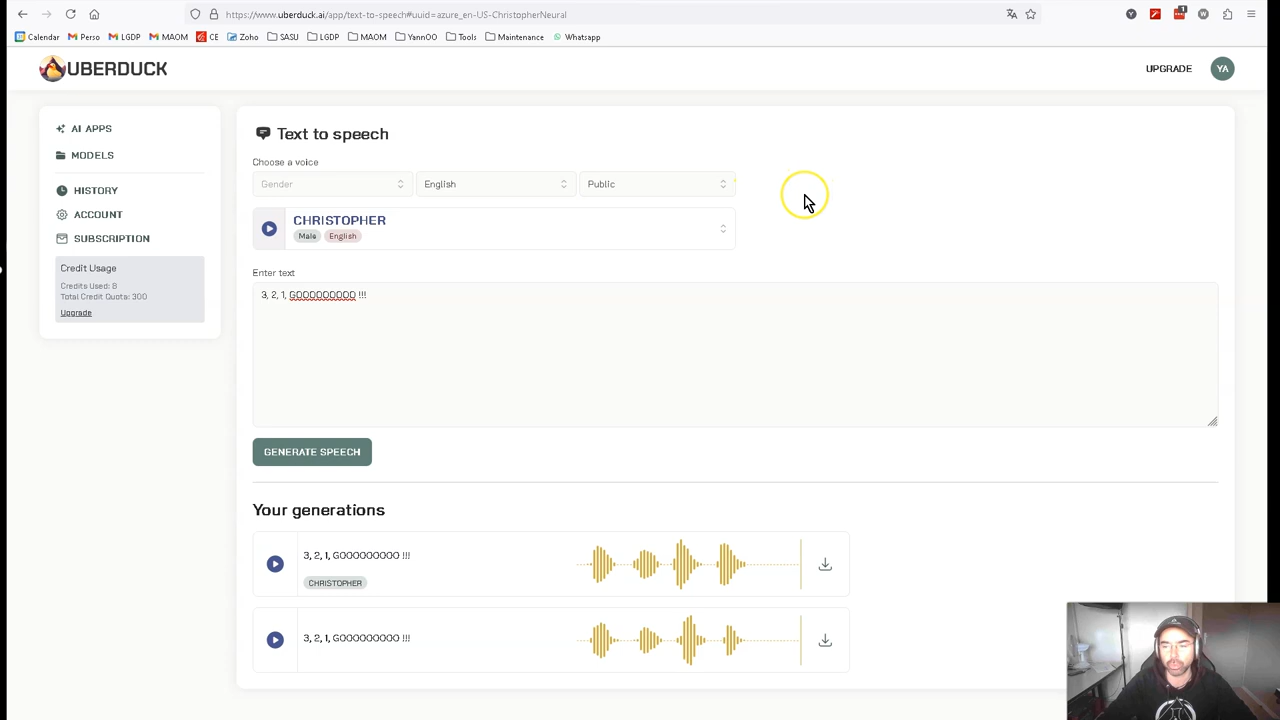 https://www.uberduck.ai/app/text-to-speech#uuid=azure_en-US-ChristopherNeural
Calendar Perso LGDP MAOM CE Zoho SASU LGDP MAOM YannOO Tools Maintenance Whatsapp
UBERDUCK
UPGRADE YA
AI APPS
MODELS
HISTORY
ACCOUNT
SUBSCRIPTION
Credit Usage
Credits Used: 8
Total Credit Quota: 300
Upgrade
Text to speech
Choose a voice
Gender English Public
CHRISTOPHER
Male English
Enter text
3, 2, 1, GOOOOOOOOO !!!
GENERATE SPEECH
Your generations
3, 2, 1, GOOOOOOOOO !!!
CHRISTOPHER
3, 2, 1, GOOOOOOOOO !!!